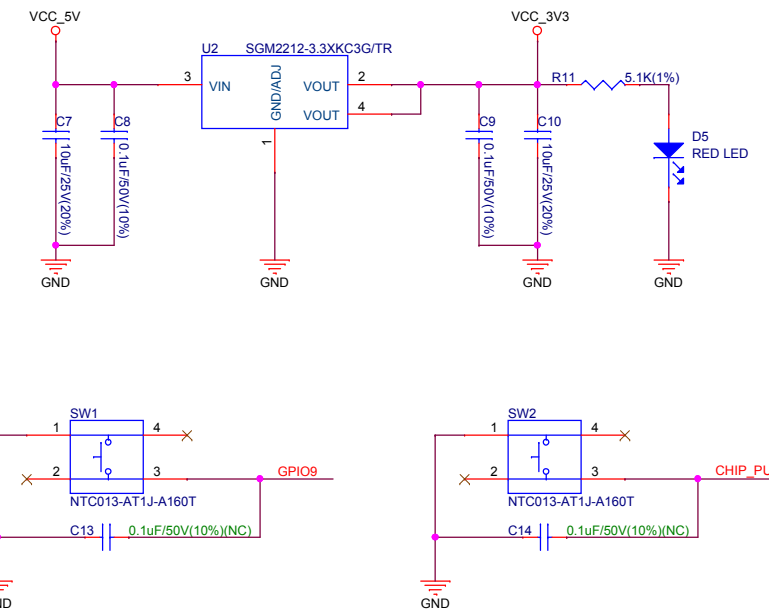 VCC_5V
VCC_3V3
U2 SGM2212-3.3XKC3G/TR
3 VIN
GND/ADJ
VOUT 2
VOUT 4
1
R11 5.1K(1%)
C7
10uF/25V(20%)
C8
0.1uF/50V(10%)
C9
0.1uF/50V(10%)
C10
10uF/25V(20%)
D5
RED LED
GND
GND
GND
GND
SW1
1
4
2
3
GPIO9
NTC013-AT1J-A160T
C13 0.1uF/50V(10%)(NC)
SW2
1
4
2
3
CHIP_PU
NTC013-AT1J-A160T
C14 0.1uF/50V(10%)(NC)
GND